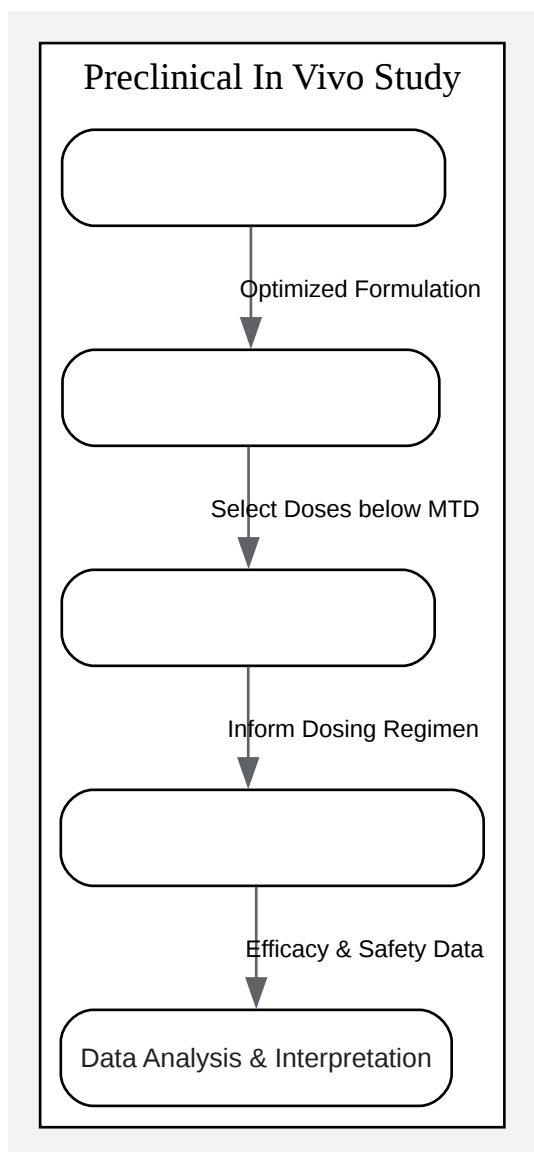 Preclinical In Vivo Study
Optimized Formulation
Select Doses below MTD
Inform Dosing Regimen
Efficacy & Safety Data
Data Analysis & Interpretation